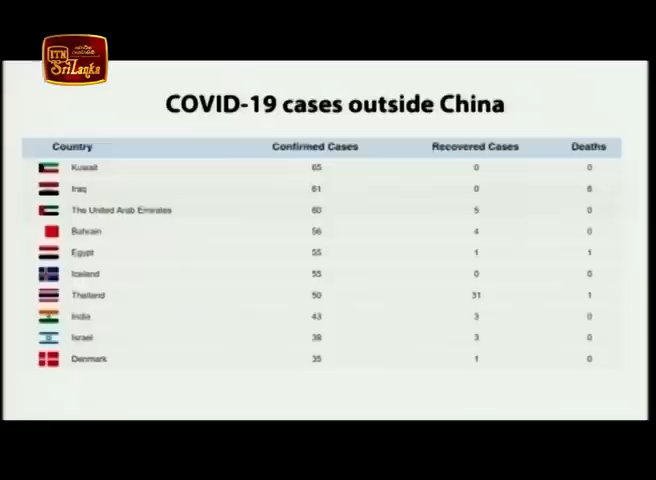 ITN
Sri Lanka
COVID-19 cases outside China
Country Confirmed Cases Recovered Cases Deaths
Kuwait 65 0 0
Iraq 61 0 6
The United Arab Emirates 60 5 0
Bahrain 56 4 0
Egypt 55 1 1
Iceland 55 0 0
Thailand 50 31 1
India 43 3 0
Israel 39 3 0
Denmark 35 1 0